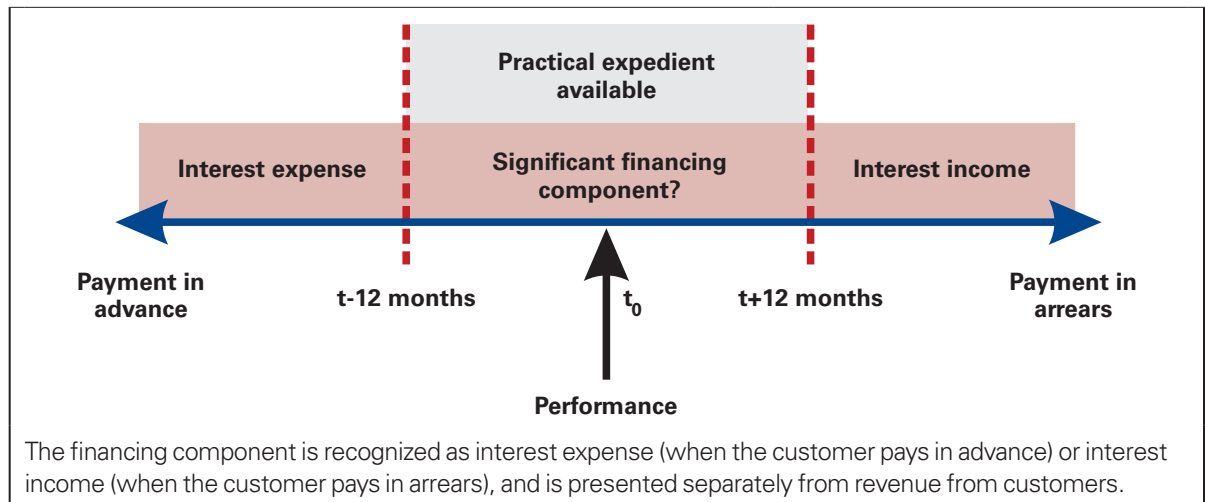 Practical expedient
available
Interest expense
Significant financing
component?
Interest income
Payment in
advance
t-12 months
t0
t+12 months
Payment in
arrears
Performance
The financing component is recognized as interest expense (when the customer pays in advance) or interest
income (when the customer pays in arrears), and is presented separately from revenue from customers.